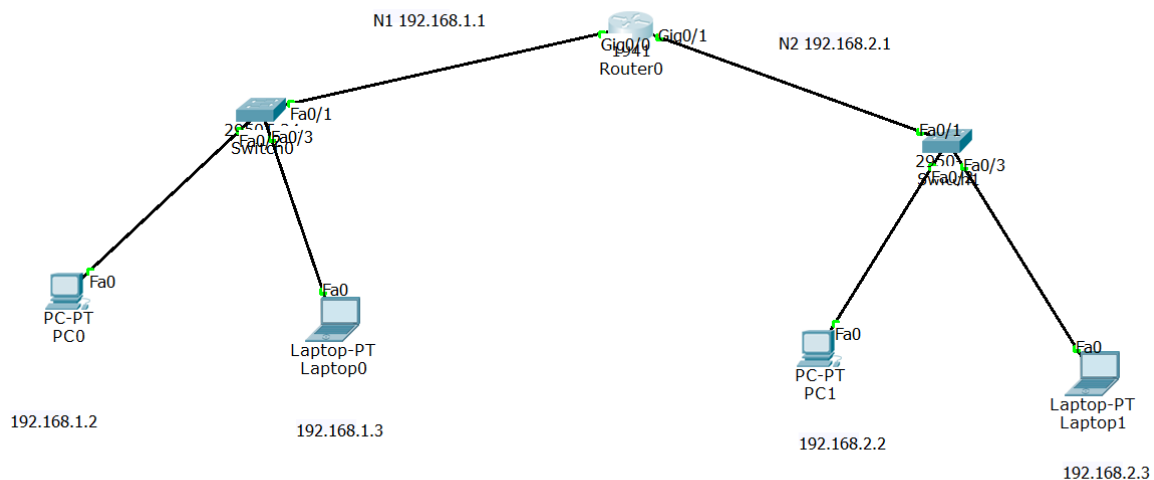 N1 192.168.1.1
Gig0/0
Gig0/1
1941
Router0
N2 192.168.2.1
Fa0/1
Fa0/3
Switch0
Fa0/1
Fa0/3
Fa0
PC-PT
PC0
Fa0
Laptop-PT
Laptop0
Fa0
PC-PT
PC1
Fa0
Laptop-PT
Laptop1
192.168.1.2
192.168.1.3
192.168.2.2
192.168.2.3